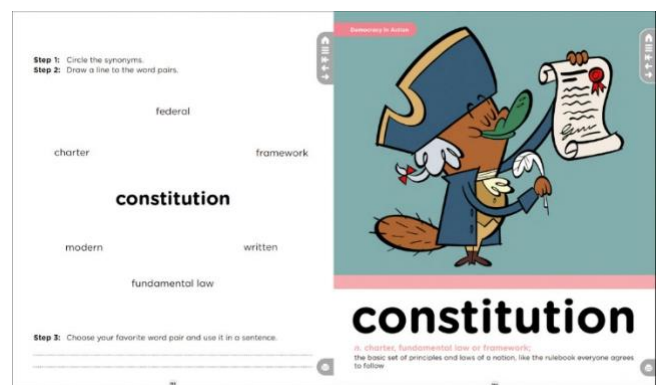 Step 1: Circle the synonyms.
Step 2: Draw a line to the word pairs.
federal
charter
framework
constitution
modern
written
fundamental law
Step 3: Choose your favorite word pair and use it in a sentence.
Democracy in Action
constitution
n. charter, fundamental law or framework;
the basic set of principles and laws of a nation, like the rulebook everyone agrees
to follow